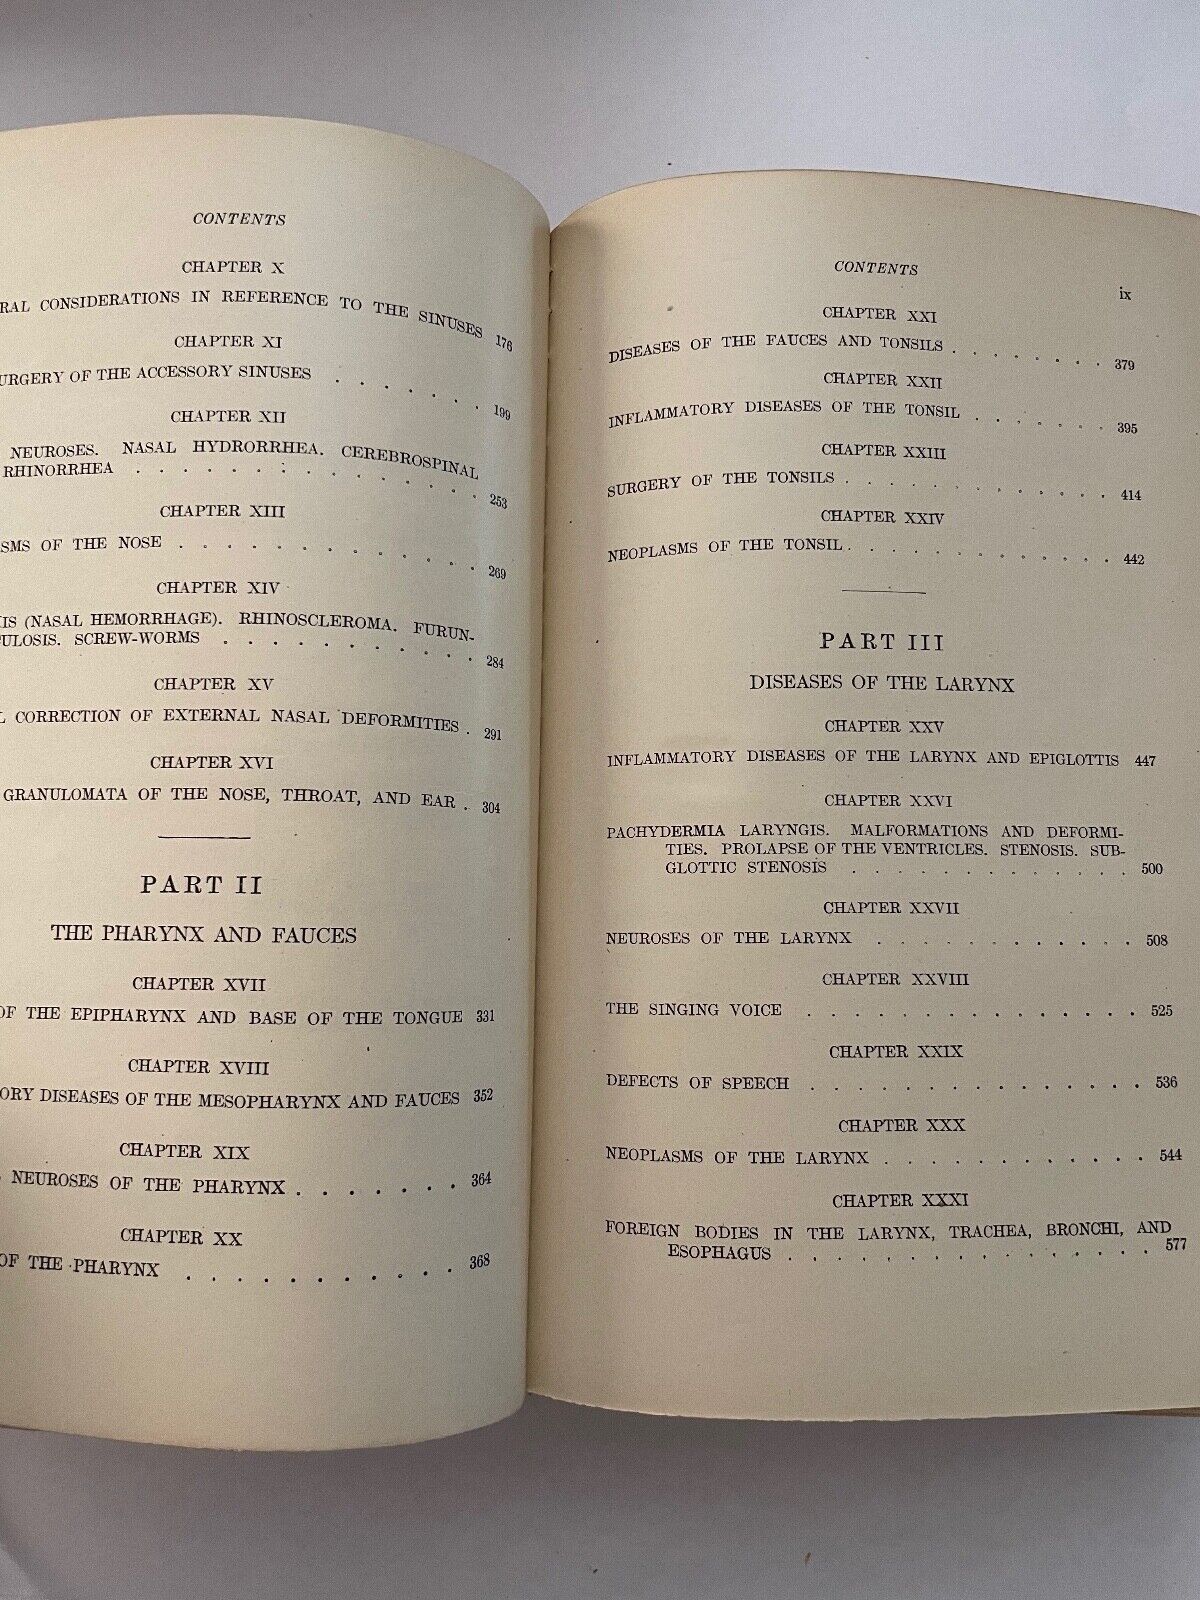 CONTENTS
CHAPTER X
CONSIDERATIONS IN REFERENCE TO THE SINUSES 176
CHAPTER XI
OF THE ACCESSORY SINUSES . . . . . . 199
CHAPTER XII
NEUROSES. NASAL HYDRORRHEA. CEREBROSPINAL
RHINORRHEA . . . . . . . . . . . . 253
CHAPTER XIII
OF THE NOSE . . . . . . . . . . . . 269
CHAPTER XIV
(NASAL HEMORRHAGE). RHINOSCLEROMA. FURUN-
CULOSIS. SCREW-WORMS . . . . . . . . . . 284
CHAPTER XV
CORRECTION OF EXTERNAL NASAL DEFORMITIES . 291
CHAPTER XVI
GRANULOMATA OF THE NOSE, THROAT, AND EAR . 304
PART II
THE PHARYNX AND FAUCES
CHAPTER XVII
OF THE EPIPHARYNX AND BASE OF THE TONGUE 331
CHAPTER XVIII
DISEASES OF THE MESOPHARYNX AND FAUCES 352
CHAPTER XIX
NEUROSES OF THE PHARYNX . . . . . . . 364
CHAPTER XX
OF THE PHARYNX . . . . . . . . . . . 368
CONTENTS
ix
CHAPTER XXI
DISEASES OF THE FAUCES AND TONSILS . . . . . . . . 379
CHAPTER XXII
INFLAMMATORY DISEASES OF THE TONSIL . . . . . . . 395
CHAPTER XXIII
SURGERY OF THE TONSILS . . . . . . . . . . . . . 414
CHAPTER XXIV
NEOPLASMS OF THE TONSIL . . . . . . . . . . . . . 442
PART III
DISEASES OF THE LARYNX
CHAPTER XXV
INFLAMMATORY DISEASES OF THE LARYNX AND EPIGLOTTIS 447
CHAPTER XXVI
PACHYDERMIA LARYNGIS. MALFORMATIONS AND DEFORMI-
TIES. PROLAPSE OF THE VENTRICLES. STENOSIS. SUB-
GLOTTIC STENOSIS . . . . . . . . . . . . . 500
CHAPTER XXVII
NEUROSES OF THE LARYNX . . . . . . . . . . . . 508
CHAPTER XXVIII
THE SINGING VOICE . . . . . . . . . . . . . . . 525
CHAPTER XXIX
DEFECTS OF SPEECH . . . . . . . . . . . . . . . 536
CHAPTER XXX
NEOPLASMS OF THE LARYNX . . . . . . . . . . . . 544
CHAPTER XXXI
FOREIGN BODIES IN THE LARYNX, TRACHEA, BRONCHI, AND
ESOPHAGUS . . . . . . . . . . . . . . . 577